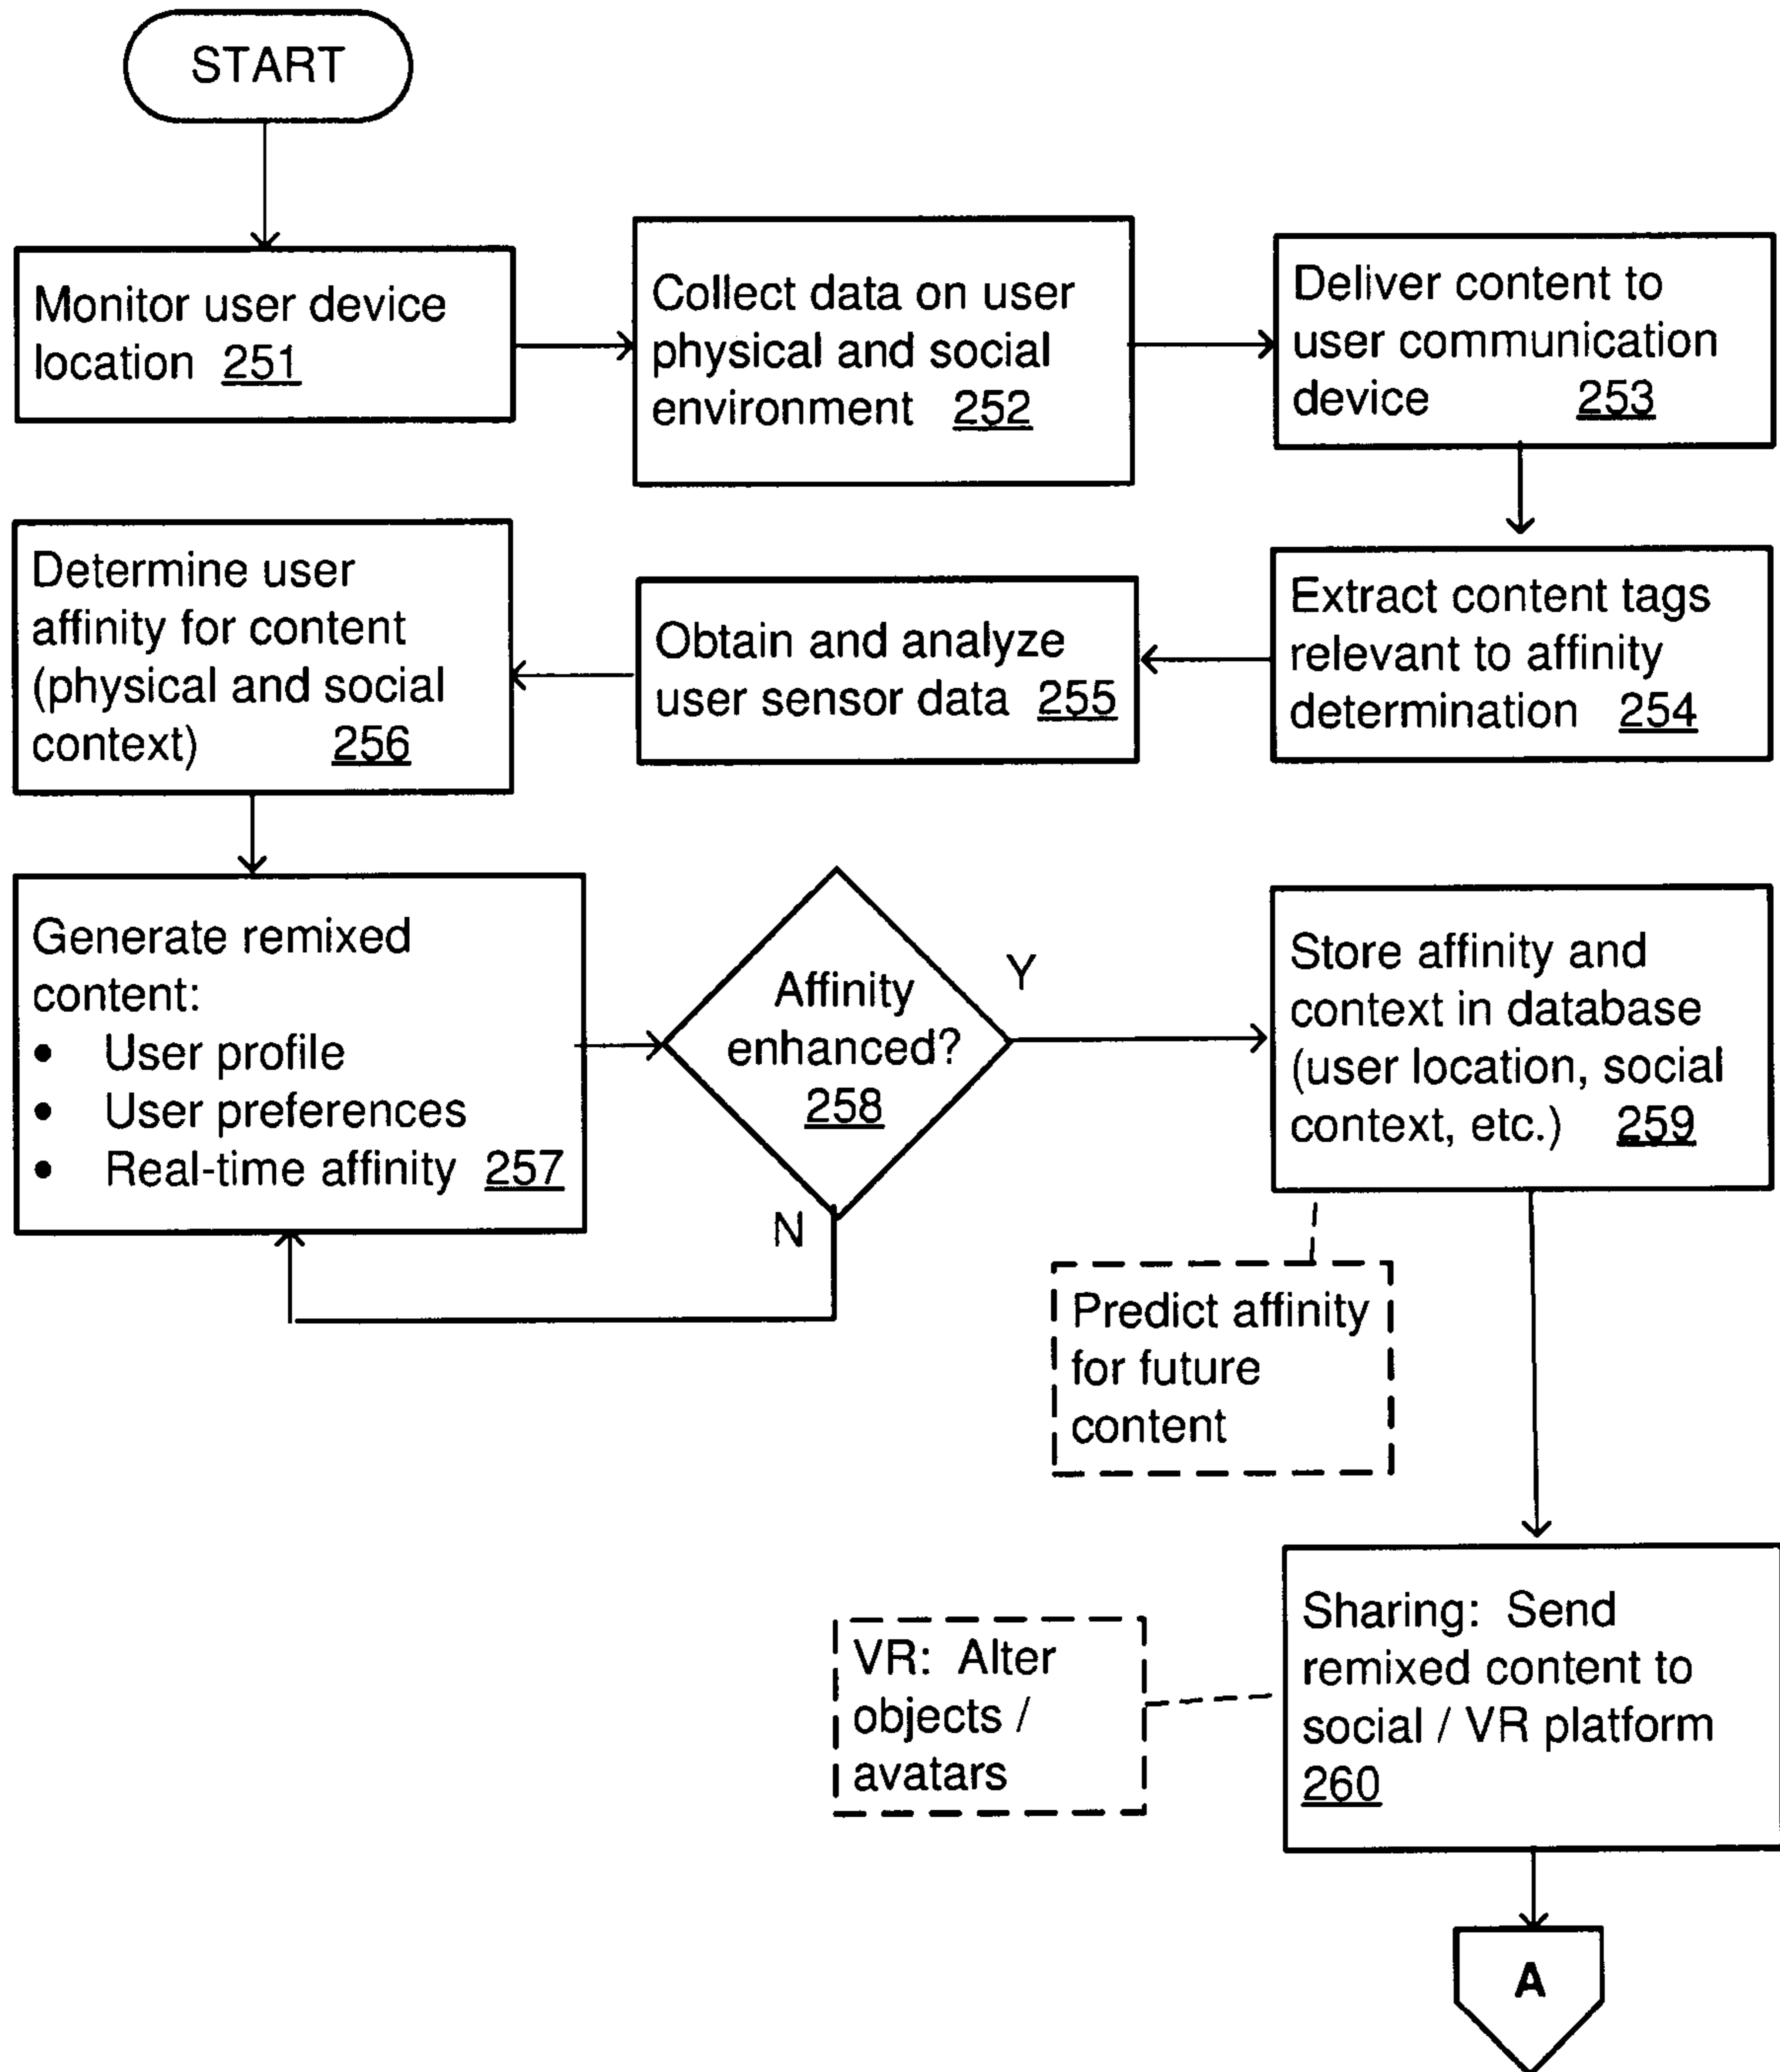 START
Monitor user device
location 251
Collect data on user
physical and social
environment 252
Deliver content to
user communication
device 253
Extract content tags
relevant to affinity
determination 254
Obtain and analyze
user sensor data 255
Determine user
affinity for content
(physical and social
context) 256
Generate remixed
content:
• User profile
• User preferences
• Real-time affinity 257
Affinity
enhanced?
258
Y
N
Store affinity and
context in database
(user location, social
context, etc.) 259
Predict affinity
for future
content
Sharing: Send
remixed content to
social / VR platform
260
VR: Alter
objects /
avatars
A